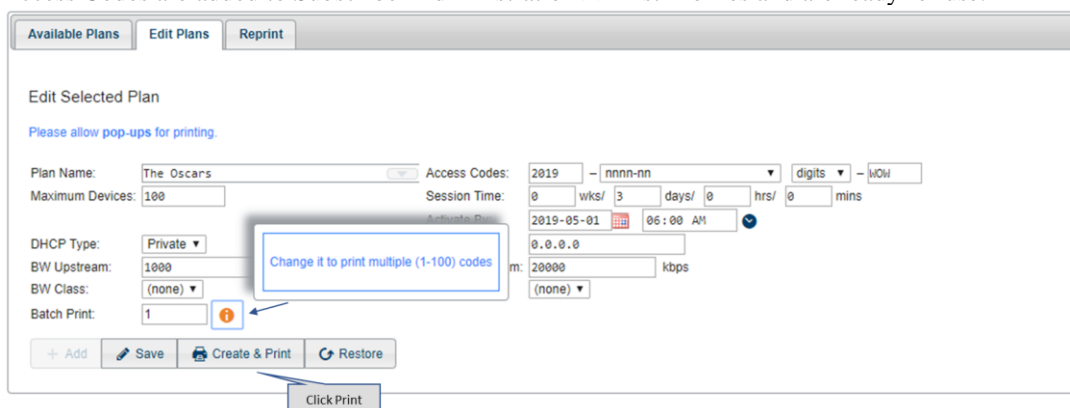 Available Plans Edit Plans Reprint
Edit Selected Plan
Please allow pop-ups for printing.
Plan Name: The Oscars Access Codes: 2019 – nnnn-nn digits – WOW
Maximum Devices: 100 Session Time: 0 wks/ 3 days/ 0 hrs/ 0 mins
2019-05-01 06:00 AM
DHCP Type: Private 0.0.0.0
Change it to print multiple (1-100) codes
BW Upstream: 1000 m: 20000 kbps
BW Class: (none) (none)
Batch Print: 1
+ Add Save Create & Print Restore
Click Print